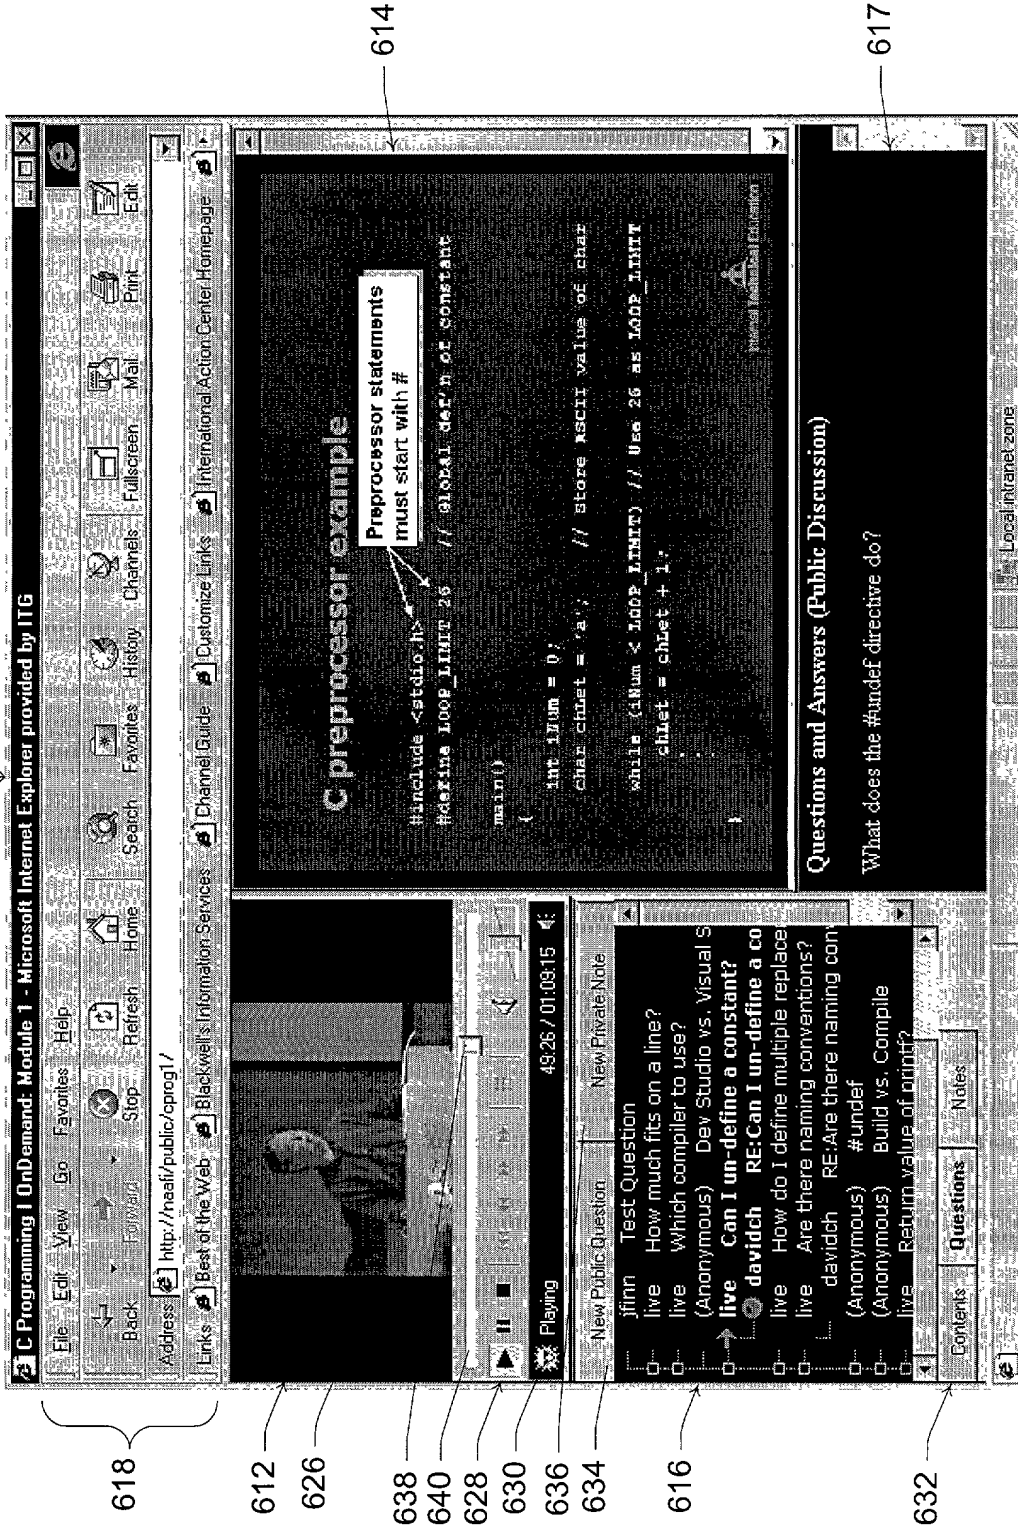 C Programming I OnDemand: Module 1 - Microsoft Internet Explorer provided by ITG
File Edit View Go Favorites Help
Back Forward Stop Refresh Home Search Favorites History Channels Fullscreen Mail Print Edit
Address http://naafi/public/cprog1/
Links Best of the Web Blackwell's Information Services Channel Guide Customize Links International Action Center Homepage
Playing 49:26 / 01:09:15
New Public Question New Private Note
jfinn Test Question
live How much fits on a line?
live Which compiler to use?
(Anonymous) Dev Studio vs. Visual S
live Can I un-define a constant?
davidch RE:Can I un-define a co
live How do I define multiple replace
live Are there naming conventions?
davidch RE:Are there naming conv
(Anonymous) #undef
(Anonymous) Build vs. Compile
live Return value of printf?
Contents Questions Notes
C preprocessor example
Preprocessor statements
must start with #
#include <stdio.h>
#define LOOP_LIMIT 26 // Global def'n of constant
main()
{
int iNum = 0;
char chLet = 'a'; // Store ASCII value of char
while (iNum < LOOP_LIMIT) // Use 26 as LOOP_LIMIT
chLet = chLet + 1;
.
.
}
Questions and Answers (Public Discussion)
What does the #undef directive do?
Local intranet zone
618
612
626
638
640
628
630
636
634
616
632
614
617